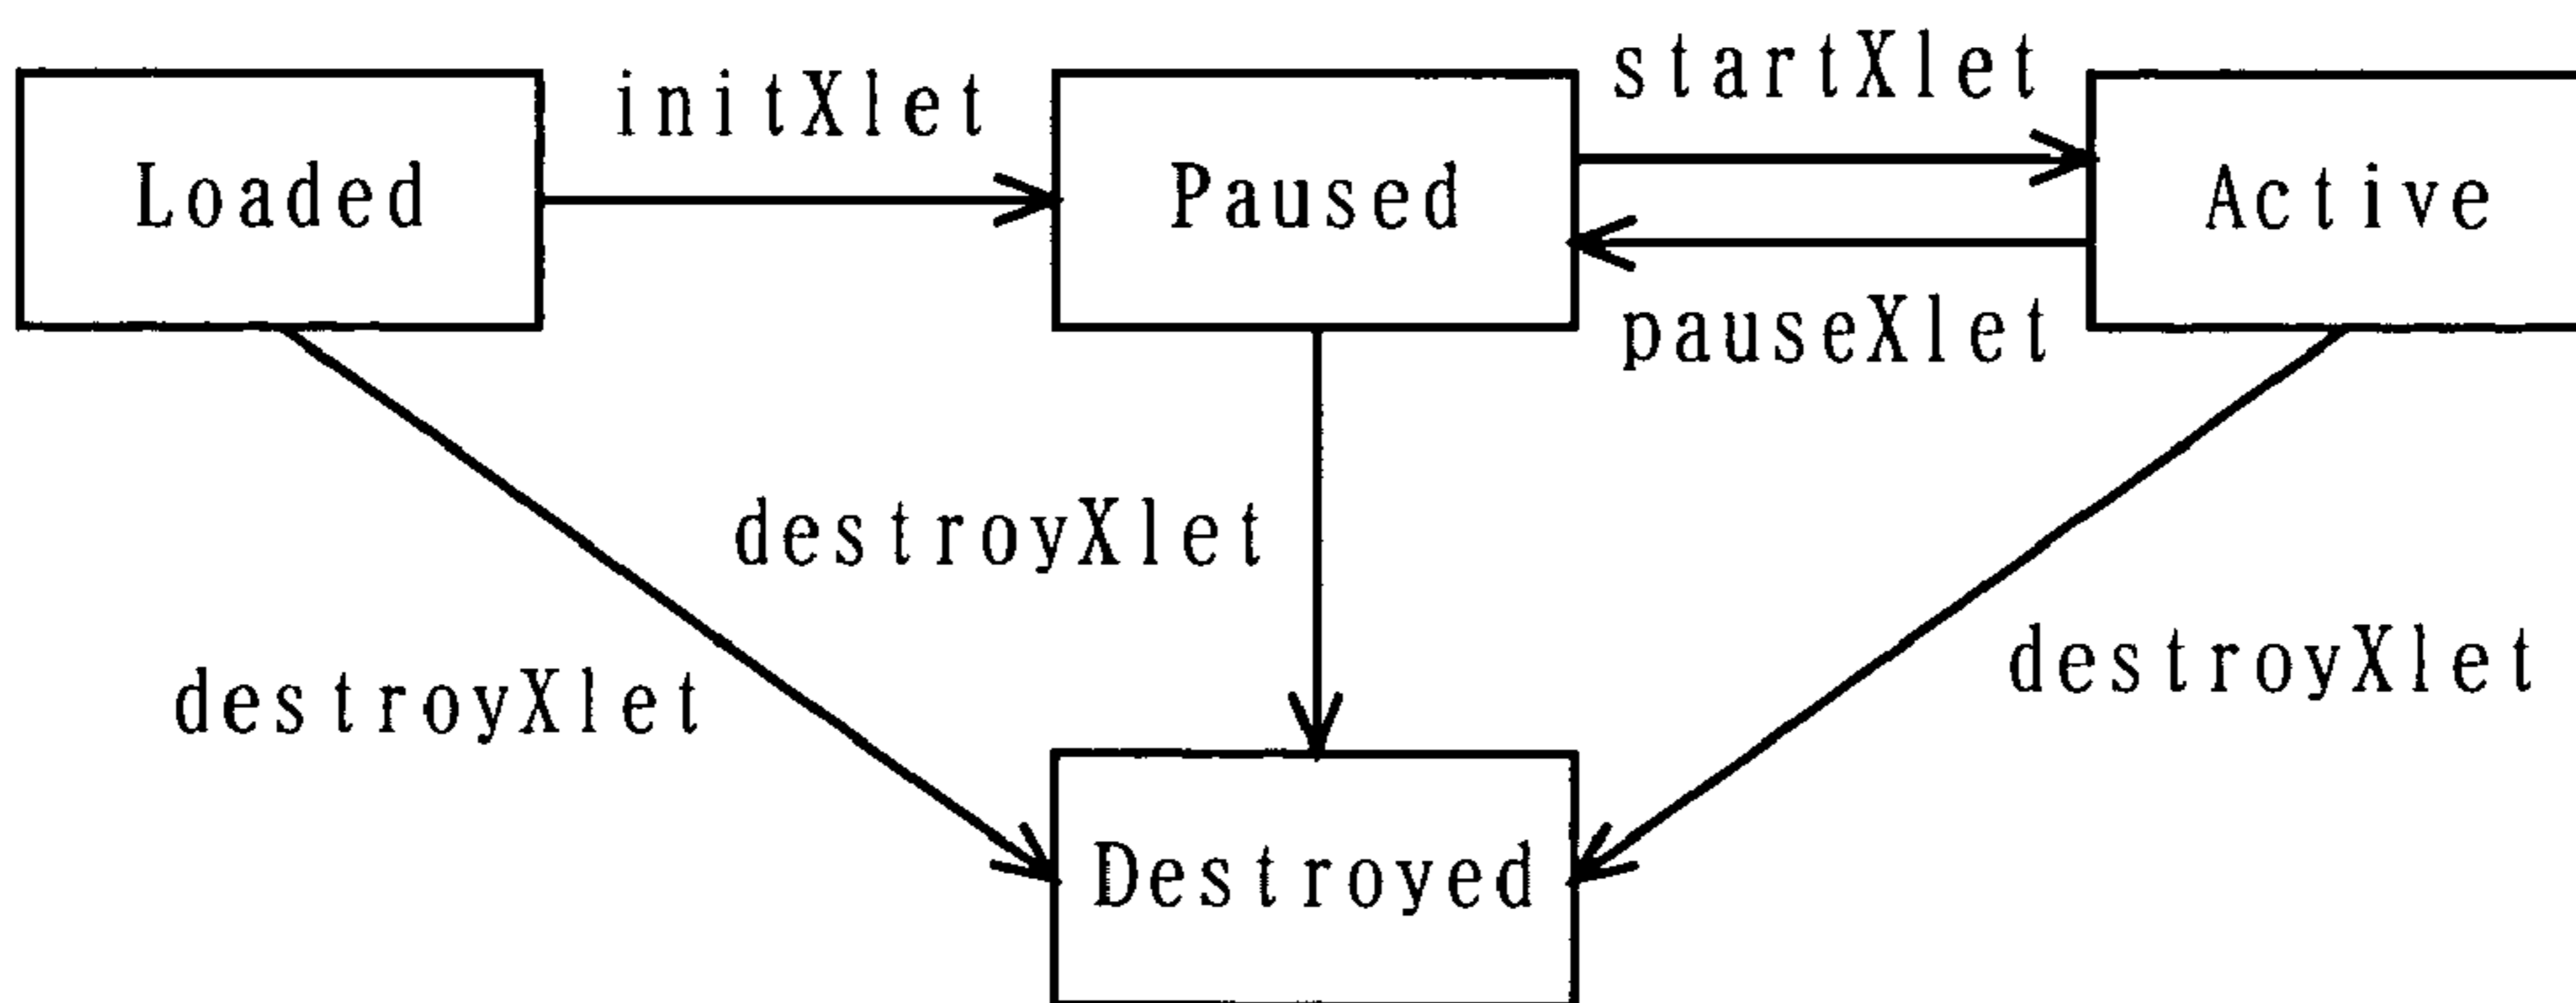 startXlet
initXlet
Loaded
Paused
Active
pauseXlet
destroyXlet
destroyXlet
destroyXlet
Destroyed